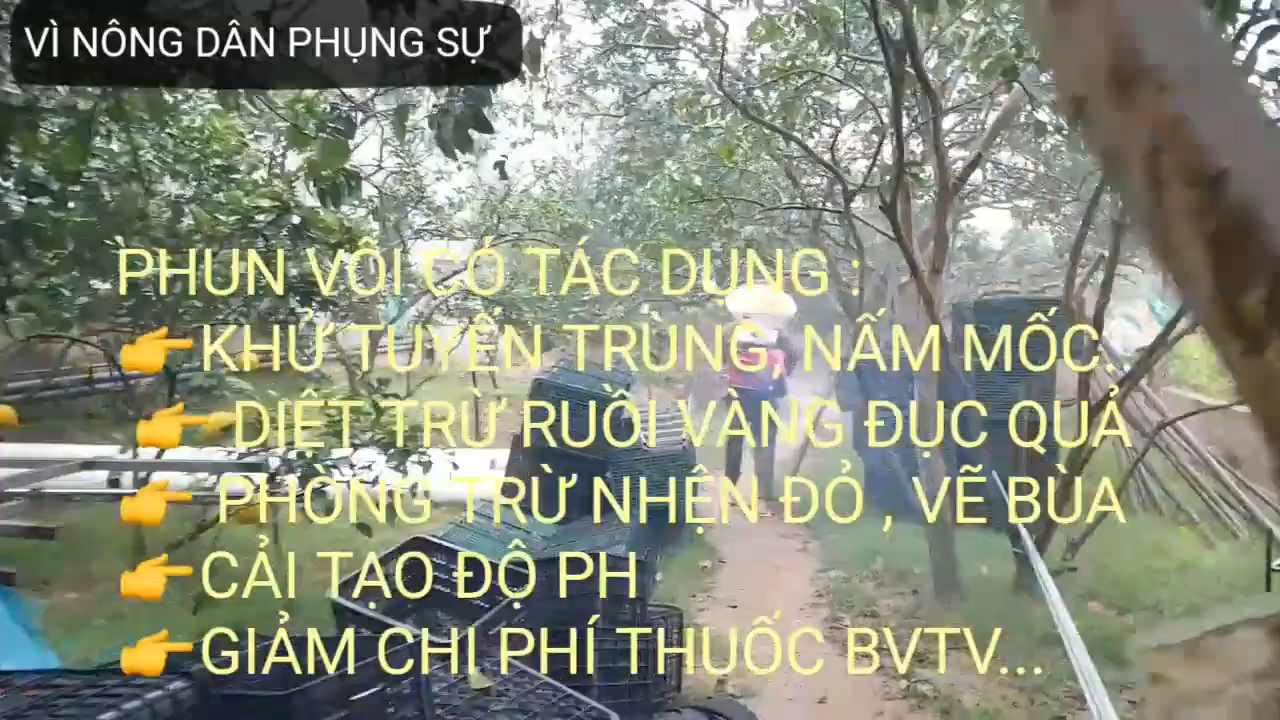 VÌ NÔNG DÂN PHỤNG SỰ
PHUN VÔI CÓ TÁC DỤNG :
👉 KHỬ TUYẾN TRÙNG, NẤM MỐC.
👉 DIỆT TRỪ RUỒI VÀNG ĐỤC QUẢ
👉 PHÒNG TRỪ NHỆN ĐỎ , VẼ BÙA
👉 CẢI TẠO ĐỘ PH
👉 GIẢM CHI PHÍ THUỐC BVTV...